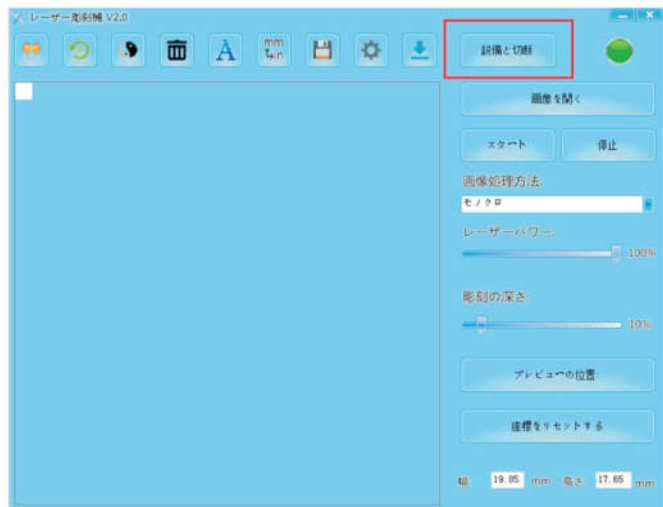 レーザー彫刻機 V2.0
A
mm
in
設備と切断
画像を開く
スタート
停止
画像処理方法:
モノクロ
レーザーパワー:
100%
彫刻の深さ:
10%
プレビューの位置
座標をリセットする
幅 19.85 mm 高さ 17.65 mm